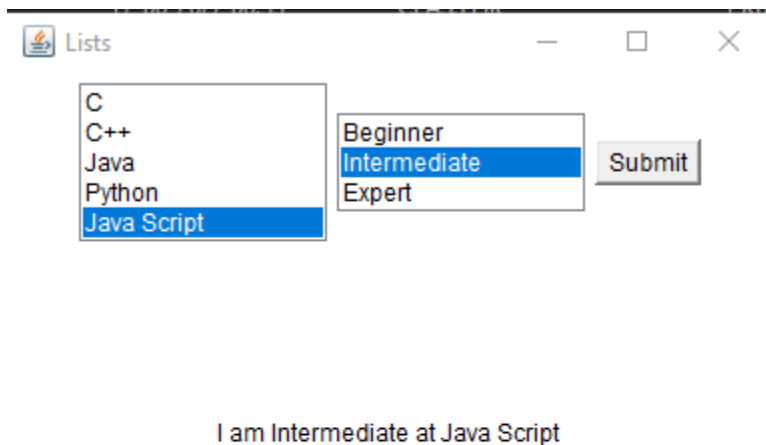 Lists
C
C++
Java
Python
Java Script
Beginner
Intermediate
Expert
Submit
I am Intermediate at Java Script